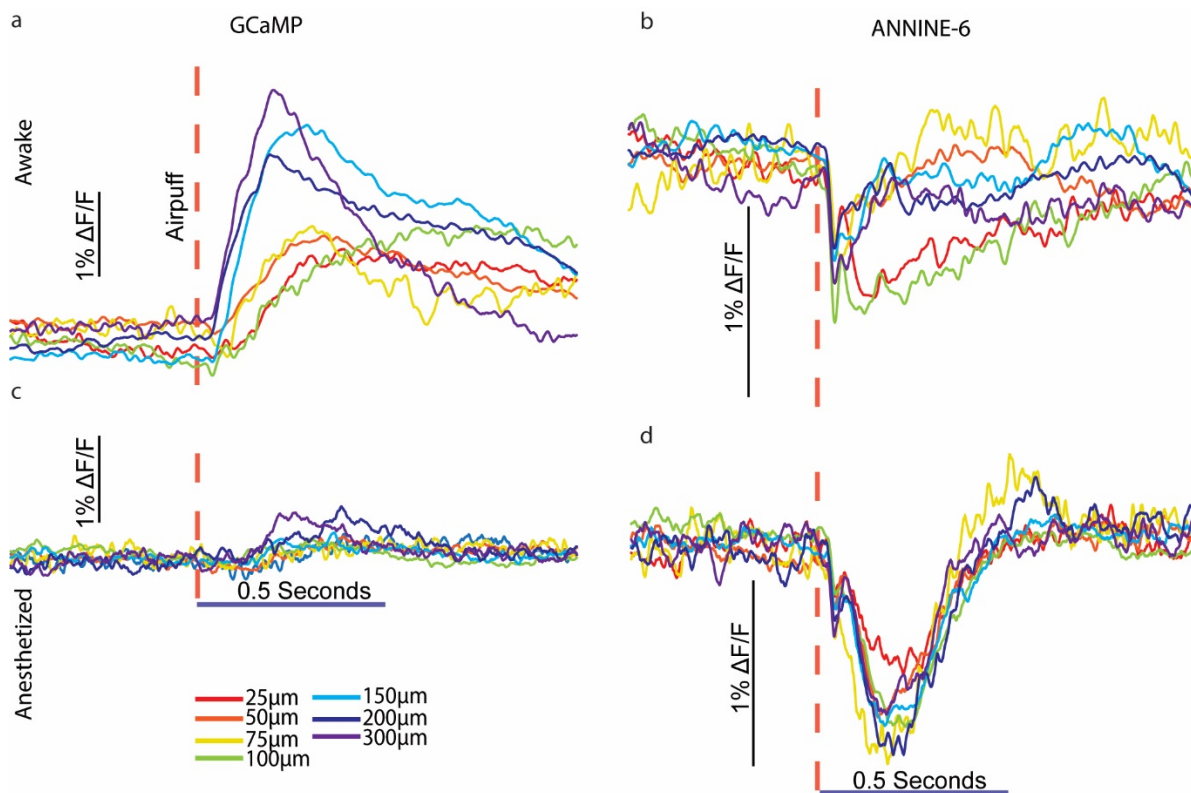 a
GCaMP
b
ANNINE-6
Awake
1% ΔF/F
Airpuff
1% ΔF/F
c
d
Anesthetized
1% ΔF/F
0.5 Seconds
1% ΔF/F
0.5 Seconds
25μm
150μm
50μm
200μm
75μm
300μm
100μm